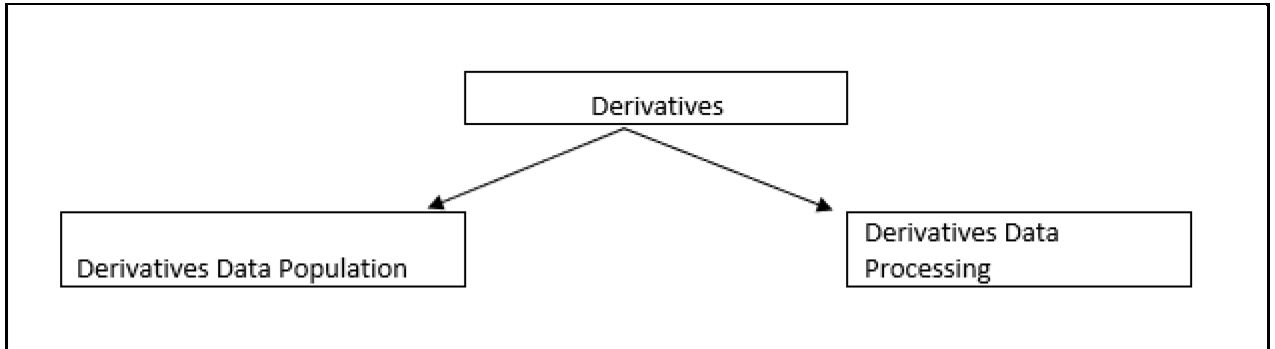 Derivatives
Derivatives Data Population
Derivatives Data
Processing